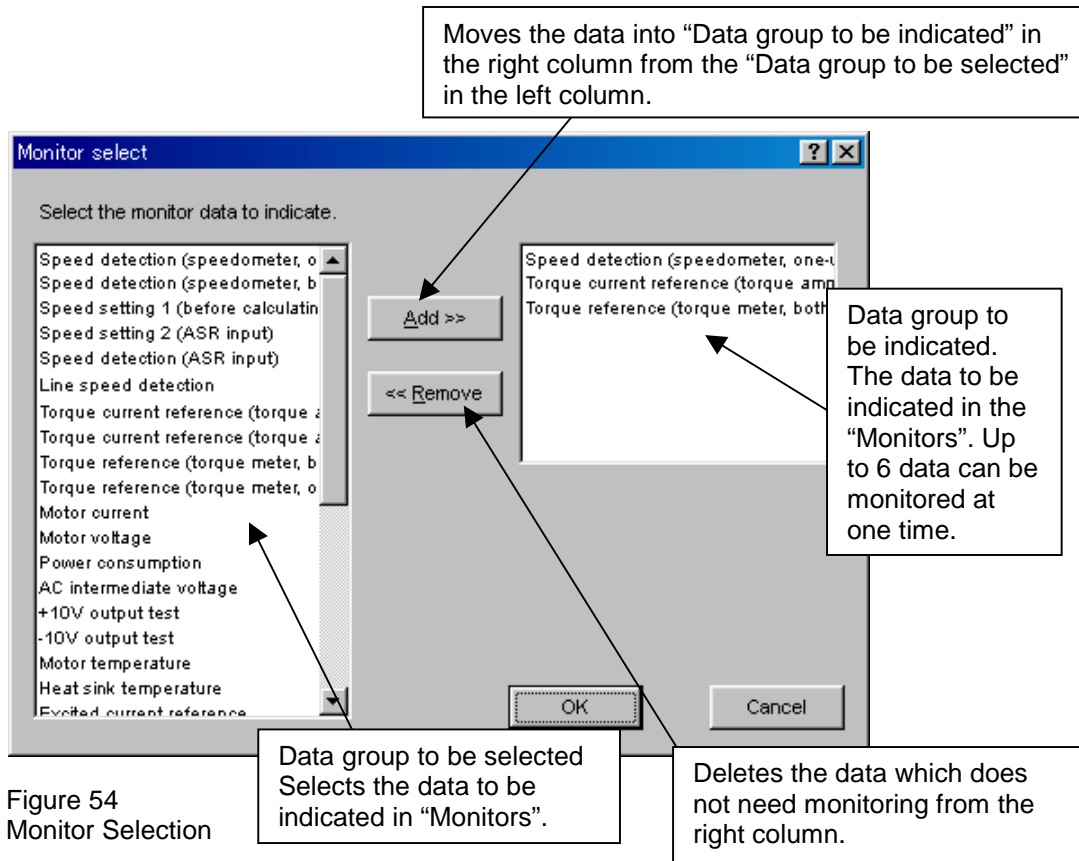 Moves the data into “Data group to be indicated” in
the right column from the “Data group to be selected”
in the left column.
Monitor select
Select the monitor data to indicate.
Speed detection (speedometer, o
Speed detection (speedometer, b
Speed setting 1 (before calculatin
Speed setting 2 (ASR input)
Speed detection (ASR input)
Line speed detection
Torque current reference (torque
Torque current reference (torque
Torque reference (torque meter, b
Torque reference (torque meter, o
Motor current
Motor voltage
Power consumption
AC intermediate voltage
+10V output test
-10V output test
Motor temperature
Heat sink temperature
Excited current reference
Add >>
<< Remove
Speed detection (speedometer, one-
Torque current reference (torque amp
Torque reference (torque meter, both
Data group to
be indicated.
The data to be
indicated in the
“Monitors”. Up
to 6 data can be
monitored at
one time.
OK
Cancel
Data group to be selected
Selects the data to be
indicated in “Monitors”.
Deletes the data which does
not need monitoring from the
right column.
Figure 54
Monitor Selection